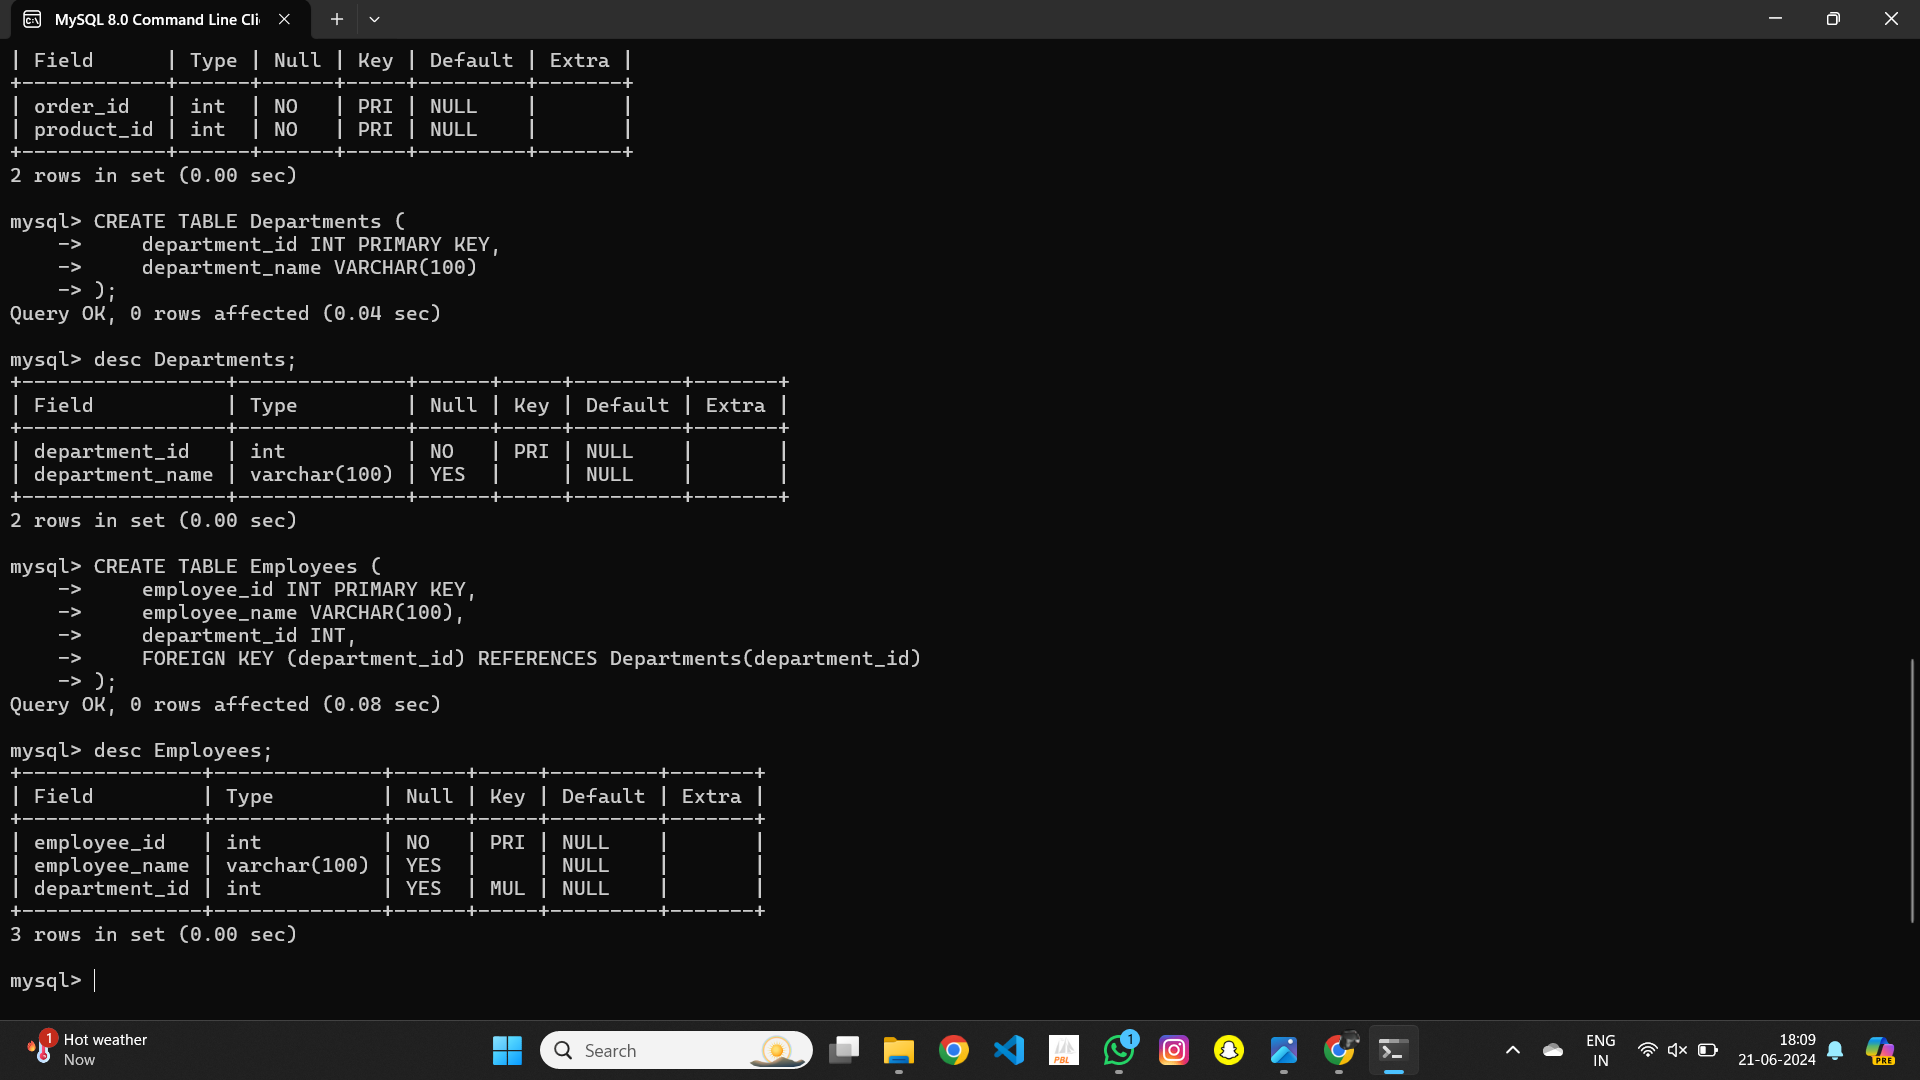 MySQL 8.0 Command Line Cli
| Field      | Type | Null | Key | Default | Extra |
+------------+------+------+-----+---------+-------+
| order_id   | int  | NO   | PRI | NULL    |       |
| product_id | int  | NO   | PRI | NULL    |       |
+------------+------+------+-----+---------+-------+
2 rows in set (0.00 sec)
mysql> CREATE TABLE Departments (
    ->     department_id INT PRIMARY KEY,
    ->     department_name VARCHAR(100)
    -> );
Query OK, 0 rows affected (0.04 sec)
mysql> desc Departments;
+-----------------+--------------+------+-----+---------+-------+
| Field           | Type         | Null | Key | Default | Extra |
+-----------------+--------------+------+-----+---------+-------+
| department_id   | int          | NO   | PRI | NULL    |       |
| department_name | varchar(100) | YES  |     | NULL    |       |
+-----------------+--------------+------+-----+---------+-------+
2 rows in set (0.00 sec)
mysql> CREATE TABLE Employees (
    ->     employee_id INT PRIMARY KEY,
    ->     employee_name VARCHAR(100),
    ->     department_id INT,
    ->     FOREIGN KEY (department_id) REFERENCES Departments(department_id)
    -> );
Query OK, 0 rows affected (0.08 sec)
mysql> desc Employees;
+---------------+--------------+------+-----+---------+-------+
| Field         | Type         | Null | Key | Default | Extra |
+---------------+--------------+------+-----+---------+-------+
| employee_id   | int          | NO   | PRI | NULL    |       |
| employee_name | varchar(100) | YES  |     | NULL    |       |
| department_id | int          | YES  | MUL | NULL    |       |
+---------------+--------------+------+-----+---------+-------+
3 rows in set (0.00 sec)
mysql>
1
Hot weather
Now
Search
PBL
1
ENG
IN
18:09
21-06-2024
PRE